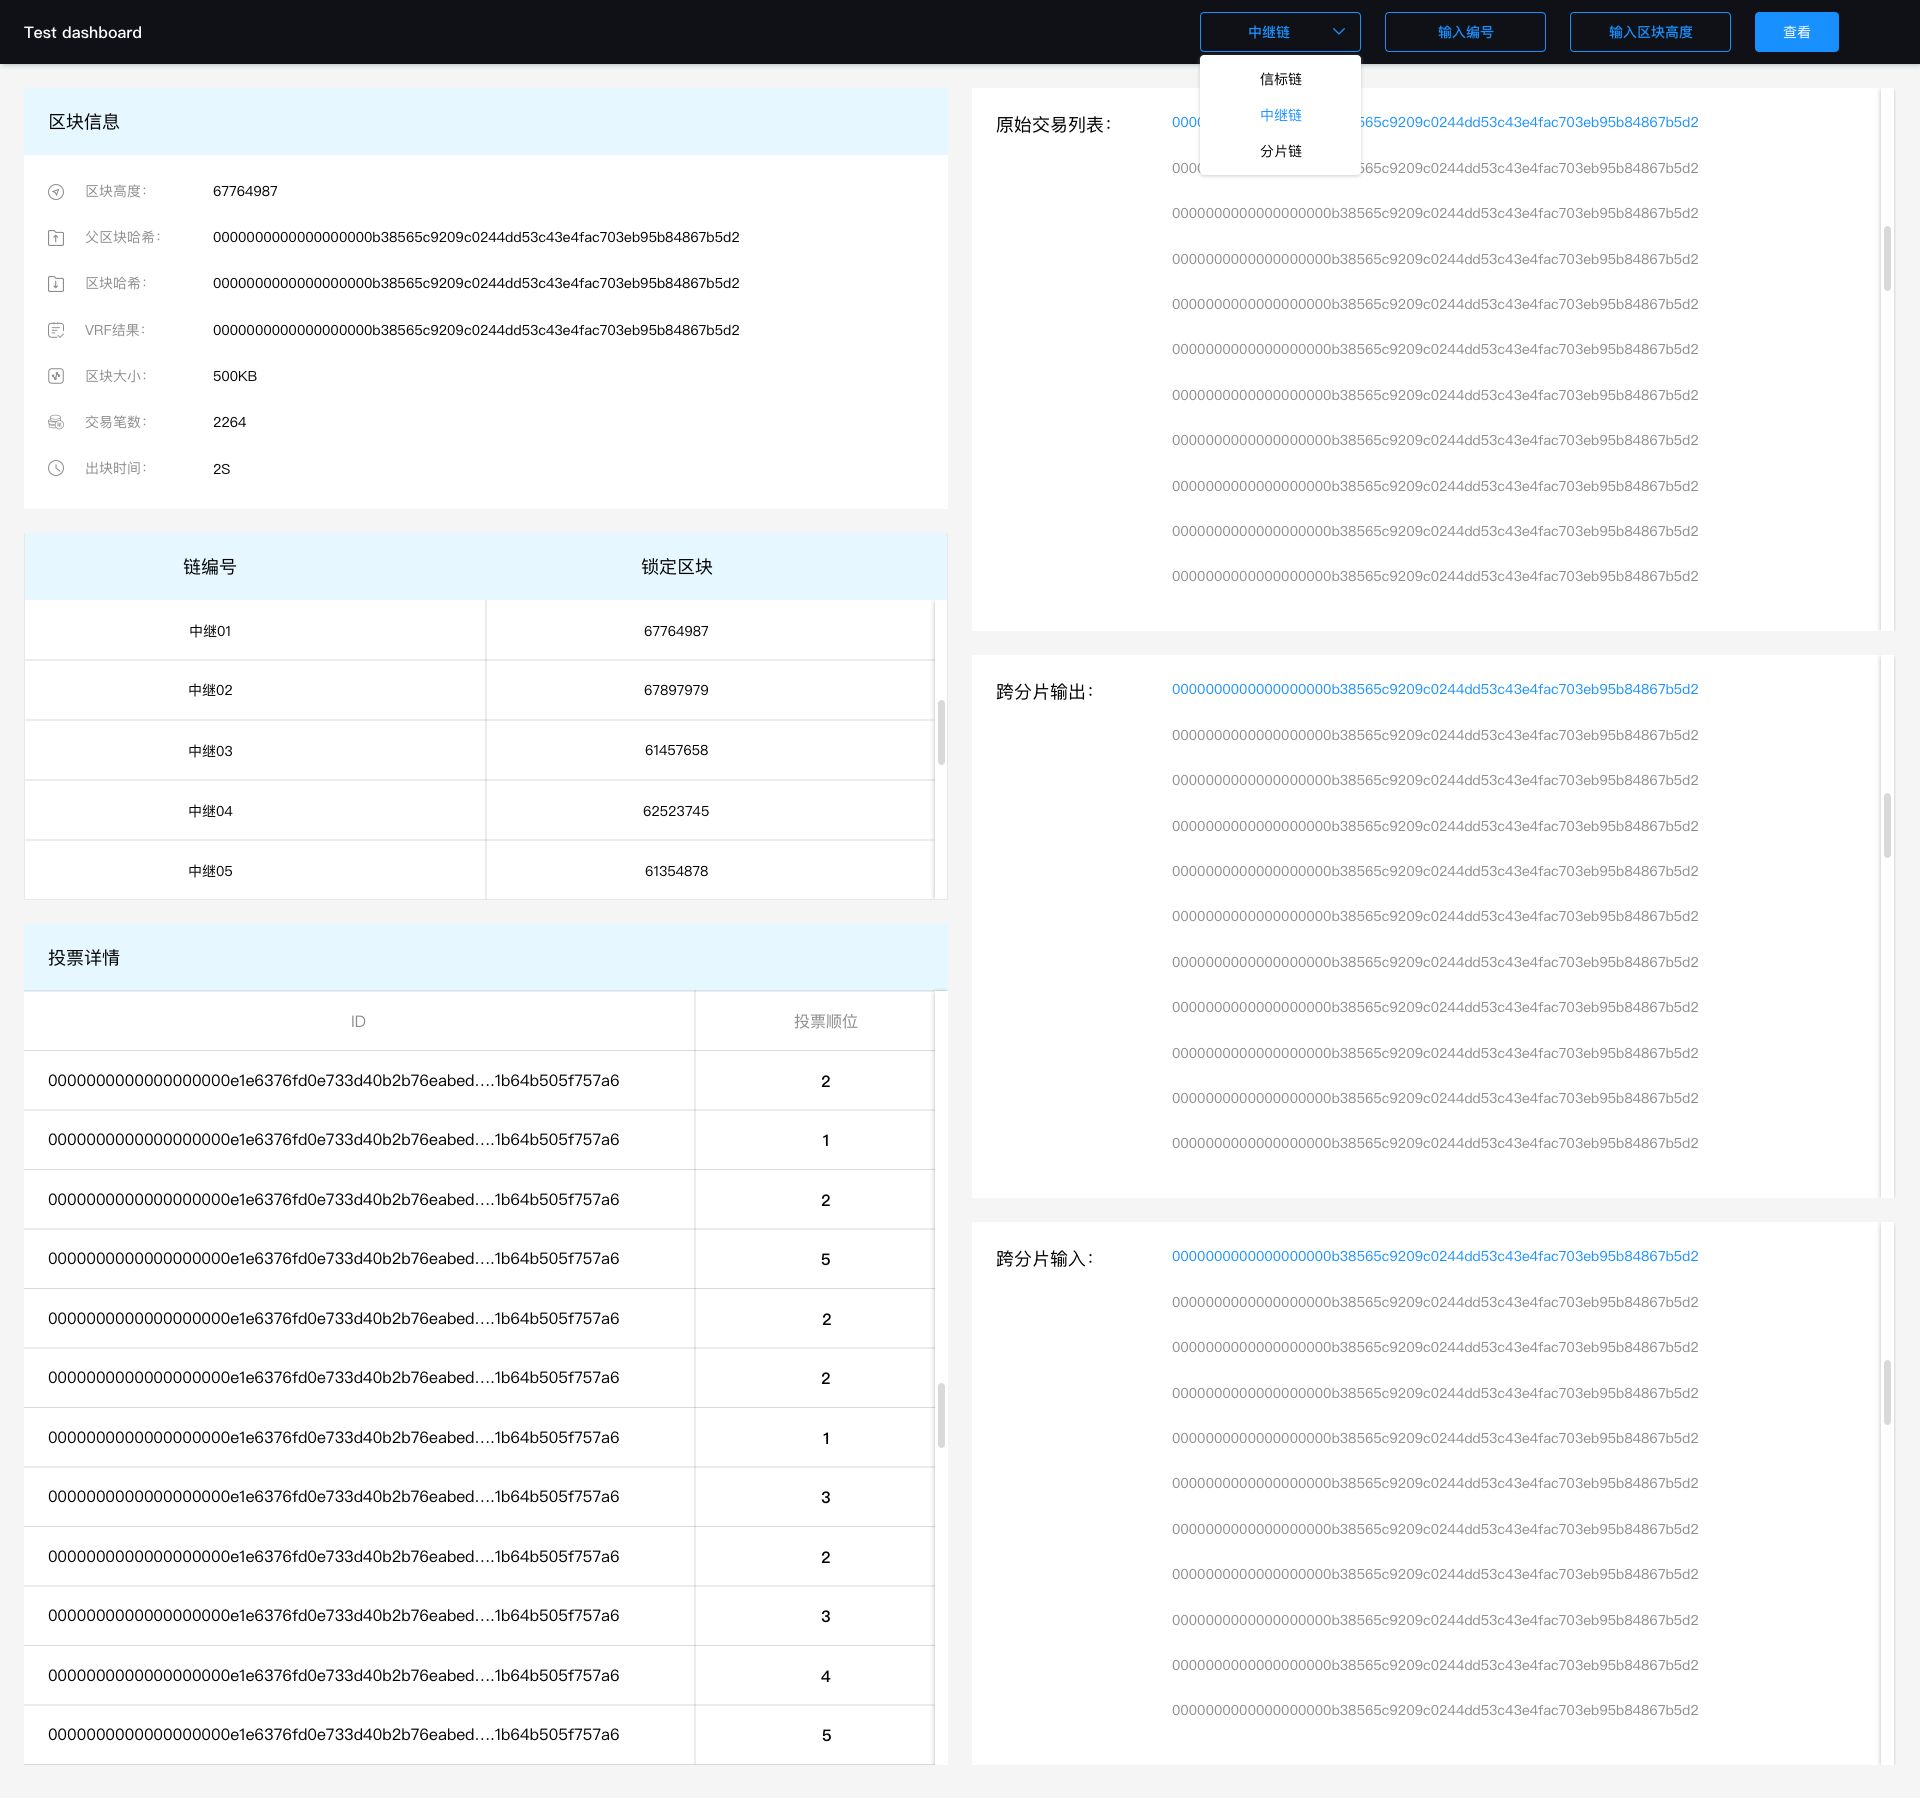 Test dashboard
中继链
输入编号
输入区块高度
查看
信标链
中继链
分片链
区块信息
区块高度: 67764987
父区块哈希: 0000000000000000000b38565c9209c0244dd53c43e4fac703eb95b84867b5d2
区块哈希: 0000000000000000000b38565c9209c0244dd53c43e4fac703eb95b84867b5d2
VRF结果: 0000000000000000000b38565c9209c0244dd53c43e4fac703eb95b84867b5d2
区块大小: 500KB
交易笔数: 2264
出块时间: 2S
链编号 锁定区块
中继01 67764987
中继02 67897979
中继03 61457658
中继04 62523745
中继05 61354878
投票详情
ID 投票顺位
0000000000000000000e1e6376fd0e733d40b2b76eabed....1b64b505f757a6 2
0000000000000000000e1e6376fd0e733d40b2b76eabed....1b64b505f757a6 1
0000000000000000000e1e6376fd0e733d40b2b76eabed....1b64b505f757a6 2
0000000000000000000e1e6376fd0e733d40b2b76eabed....1b64b505f757a6 5
0000000000000000000e1e6376fd0e733d40b2b76eabed....1b64b505f757a6 2
0000000000000000000e1e6376fd0e733d40b2b76eabed....1b64b505f757a6 2
0000000000000000000e1e6376fd0e733d40b2b76eabed....1b64b505f757a6 1
0000000000000000000e1e6376fd0e733d40b2b76eabed....1b64b505f757a6 3
0000000000000000000e1e6376fd0e733d40b2b76eabed....1b64b505f757a6 2
0000000000000000000e1e6376fd0e733d40b2b76eabed....1b64b505f757a6 3
0000000000000000000e1e6376fd0e733d40b2b76eabed....1b64b505f757a6 4
0000000000000000000e1e6376fd0e733d40b2b76eabed....1b64b505f757a6 5
原始交易列表: 000 565c9209c0244dd53c43e4fac703eb95b84867b5d2
000 565c9209c0244dd53c43e4fac703eb95b84867b5d2
0000000000000000000b38565c9209c0244dd53c43e4fac703eb95b84867b5d2
0000000000000000000b38565c9209c0244dd53c43e4fac703eb95b84867b5d2
0000000000000000000b38565c9209c0244dd53c43e4fac703eb95b84867b5d2
0000000000000000000b38565c9209c0244dd53c43e4fac703eb95b84867b5d2
0000000000000000000b38565c9209c0244dd53c43e4fac703eb95b84867b5d2
0000000000000000000b38565c9209c0244dd53c43e4fac703eb95b84867b5d2
0000000000000000000b38565c9209c0244dd53c43e4fac703eb95b84867b5d2
0000000000000000000b38565c9209c0244dd53c43e4fac703eb95b84867b5d2
0000000000000000000b38565c9209c0244dd53c43e4fac703eb95b84867b5d2
跨分片输出: 0000000000000000000b38565c9209c0244dd53c43e4fac703eb95b84867b5d2
0000000000000000000b38565c9209c0244dd53c43e4fac703eb95b84867b5d2
0000000000000000000b38565c9209c0244dd53c43e4fac703eb95b84867b5d2
0000000000000000000b38565c9209c0244dd53c43e4fac703eb95b84867b5d2
0000000000000000000b38565c9209c0244dd53c43e4fac703eb95b84867b5d2
0000000000000000000b38565c9209c0244dd53c43e4fac703eb95b84867b5d2
0000000000000000000b38565c9209c0244dd53c43e4fac703eb95b84867b5d2
0000000000000000000b38565c9209c0244dd53c43e4fac703eb95b84867b5d2
0000000000000000000b38565c9209c0244dd53c43e4fac703eb95b84867b5d2
0000000000000000000b38565c9209c0244dd53c43e4fac703eb95b84867b5d2
0000000000000000000b38565c9209c0244dd53c43e4fac703eb95b84867b5d2
跨分片输入: 0000000000000000000b38565c9209c0244dd53c43e4fac703eb95b84867b5d2
0000000000000000000b38565c9209c0244dd53c43e4fac703eb95b84867b5d2
0000000000000000000b38565c9209c0244dd53c43e4fac703eb95b84867b5d2
0000000000000000000b38565c9209c0244dd53c43e4fac703eb95b84867b5d2
0000000000000000000b38565c9209c0244dd53c43e4fac703eb95b84867b5d2
0000000000000000000b38565c9209c0244dd53c43e4fac703eb95b84867b5d2
0000000000000000000b38565c9209c0244dd53c43e4fac703eb95b84867b5d2
0000000000000000000b38565c9209c0244dd53c43e4fac703eb95b84867b5d2
0000000000000000000b38565c9209c0244dd53c43e4fac703eb95b84867b5d2
0000000000000000000b38565c9209c0244dd53c43e4fac703eb95b84867b5d2
0000000000000000000b38565c9209c0244dd53c43e4fac703eb95b84867b5d2